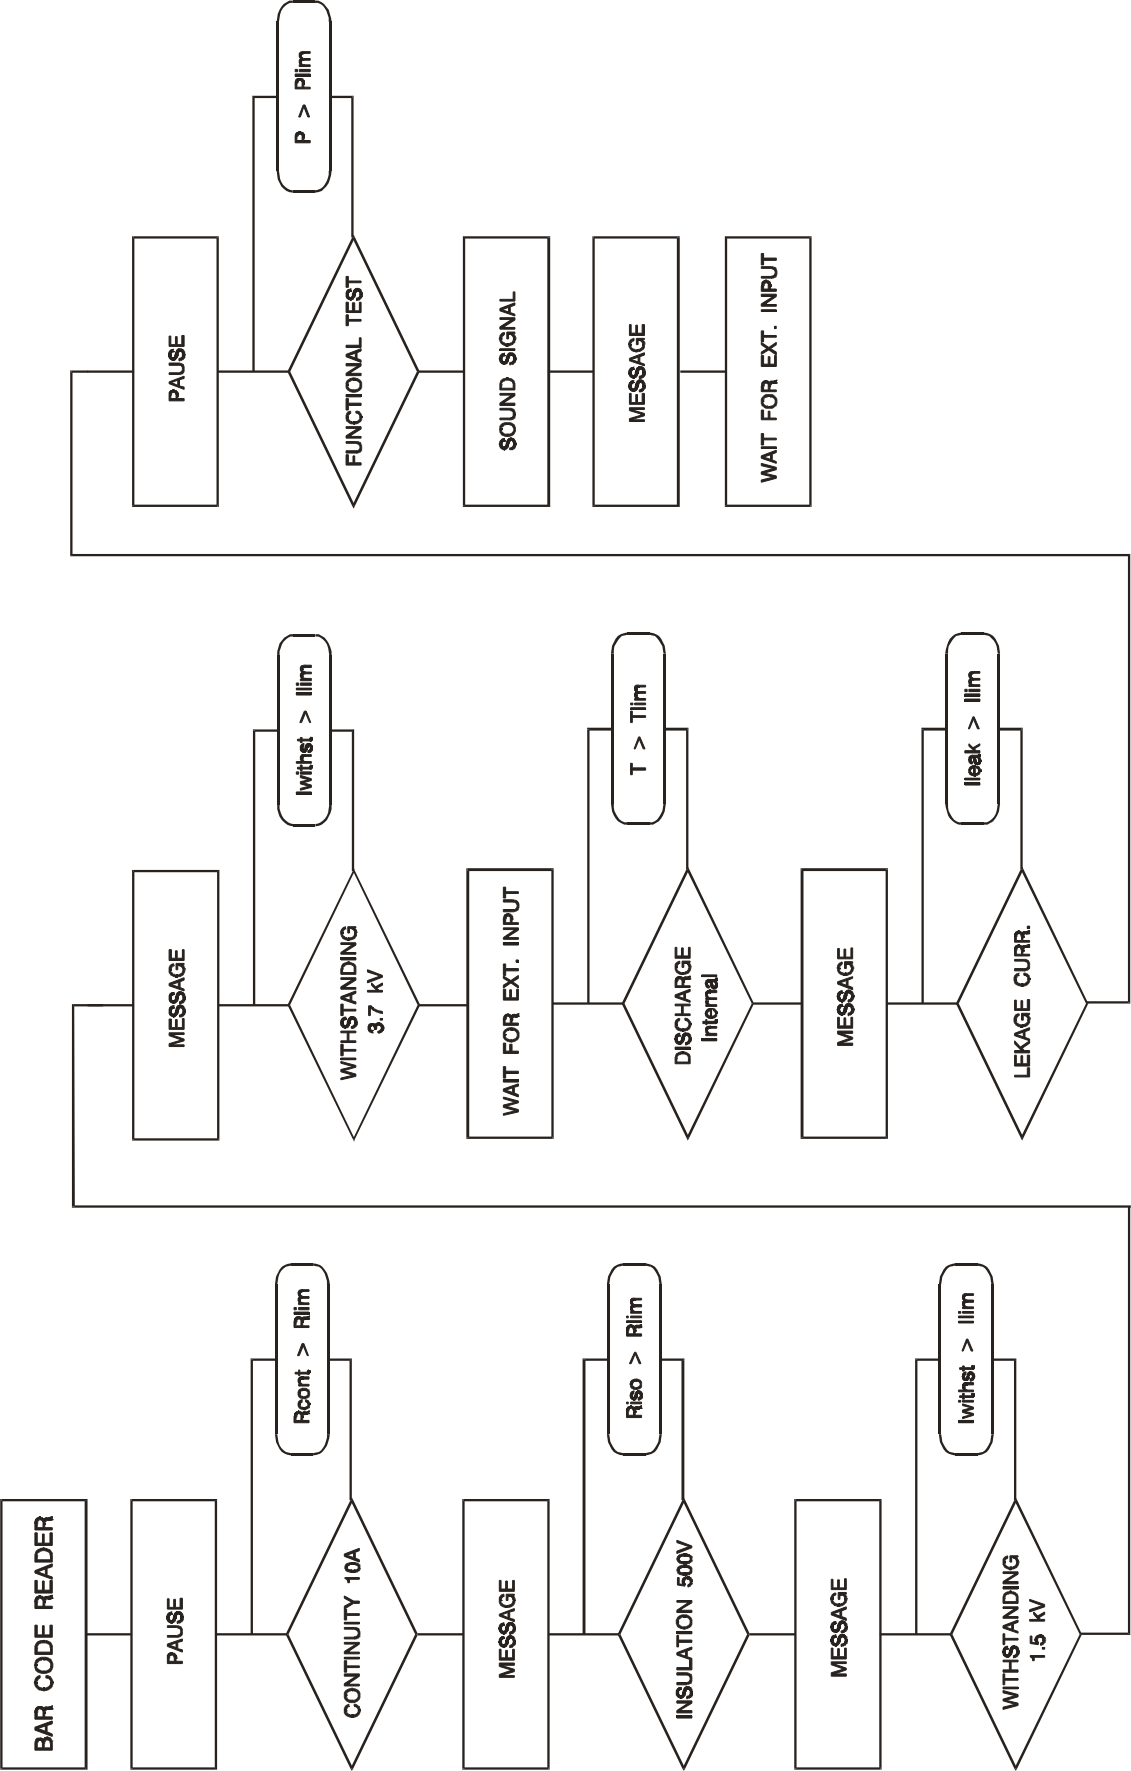 BAR CODE READER
PAUSE
CONTINUITY 10A
Rcont > Rlim
MESSAGE
INSULATION 500V
Riso > Rlim
MESSAGE
WITHSTANDING
1.5 kV
Iwithst > Ilim
MESSAGE
WITHSTANDING
3.7 kV
Iwithst > Ilim
WAIT FOR EXT. INPUT
DISCHARGE
Internal
T > Tlim
MESSAGE
LEKAGE CURR.
Ileak > Ilim
PAUSE
FUNCTIONAL TEST
P > Plim
SOUND SIGNAL
MESSAGE
WAIT FOR EXT. INPUT